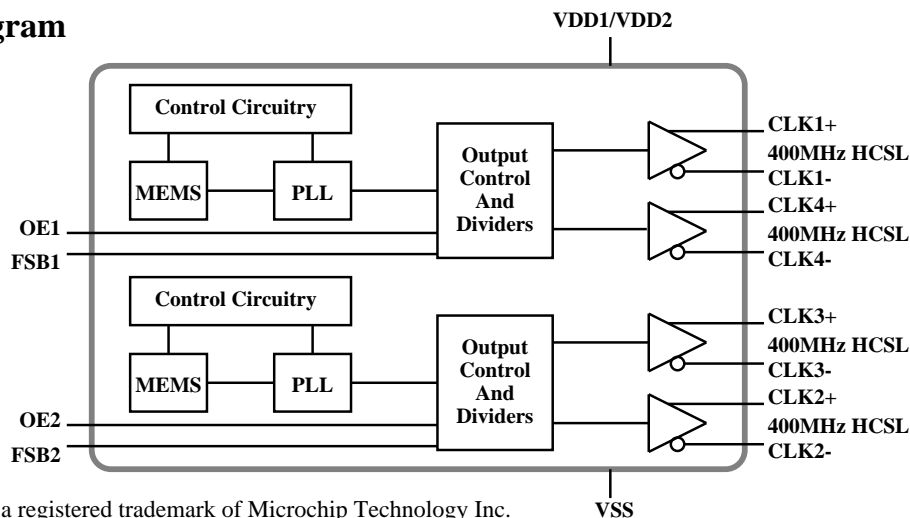 gram
VDD1/VDD2
Control Circuitry
MEMS
PLL
Output
Control
And
Dividers
OE1
FSB1
CLK1+
400MHz HCSL
CLK1-
CLK4+
400MHz HCSL
CLK4-
Control Circuitry
MEMS
PLL
Output
Control
And
Dividers
OE2
FSB2
CLK3+
400MHz HCSL
CLK3-
CLK2+
400MHz HCSL
CLK2-
VSS
a registered trademark of Microchip Technology Inc.